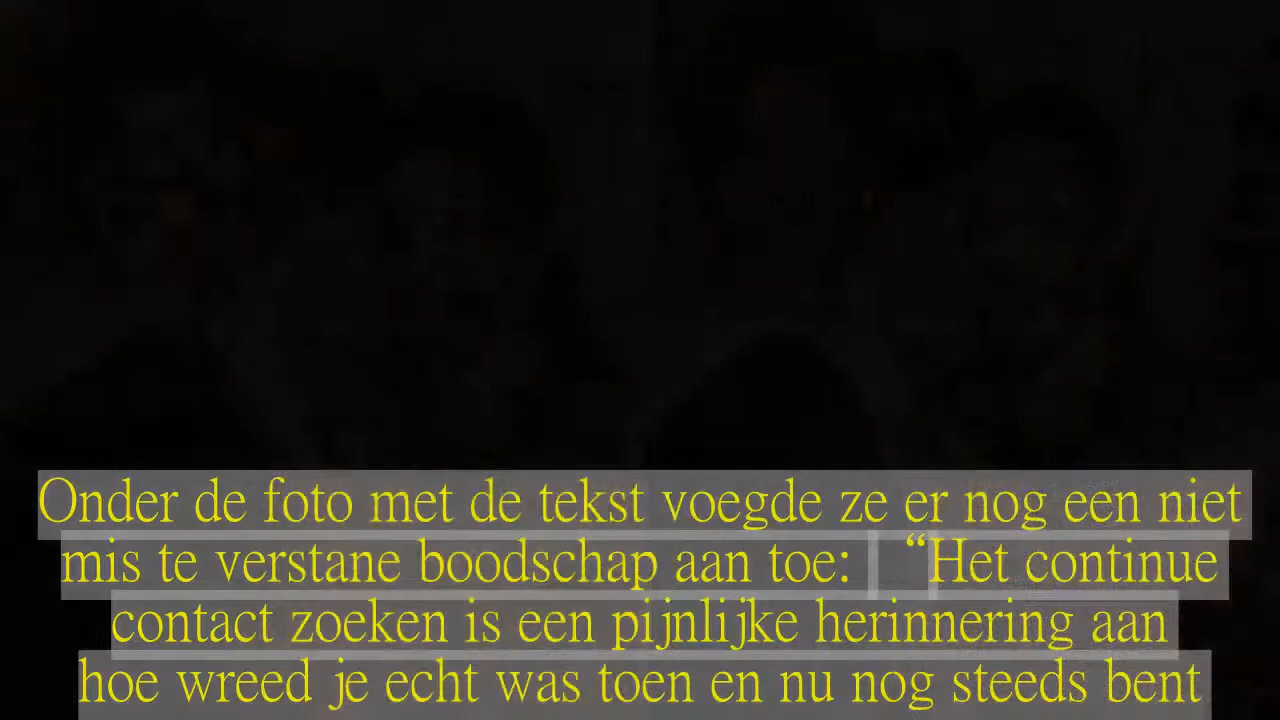 Onder de foto met de tekst voegde ze er nog een niet
mis te verstane boodschap aan toe: “Het continue
contact zoeken is een pijnlijke herinnering aan
hoe wreed je echt was toen en nu nog steeds bent